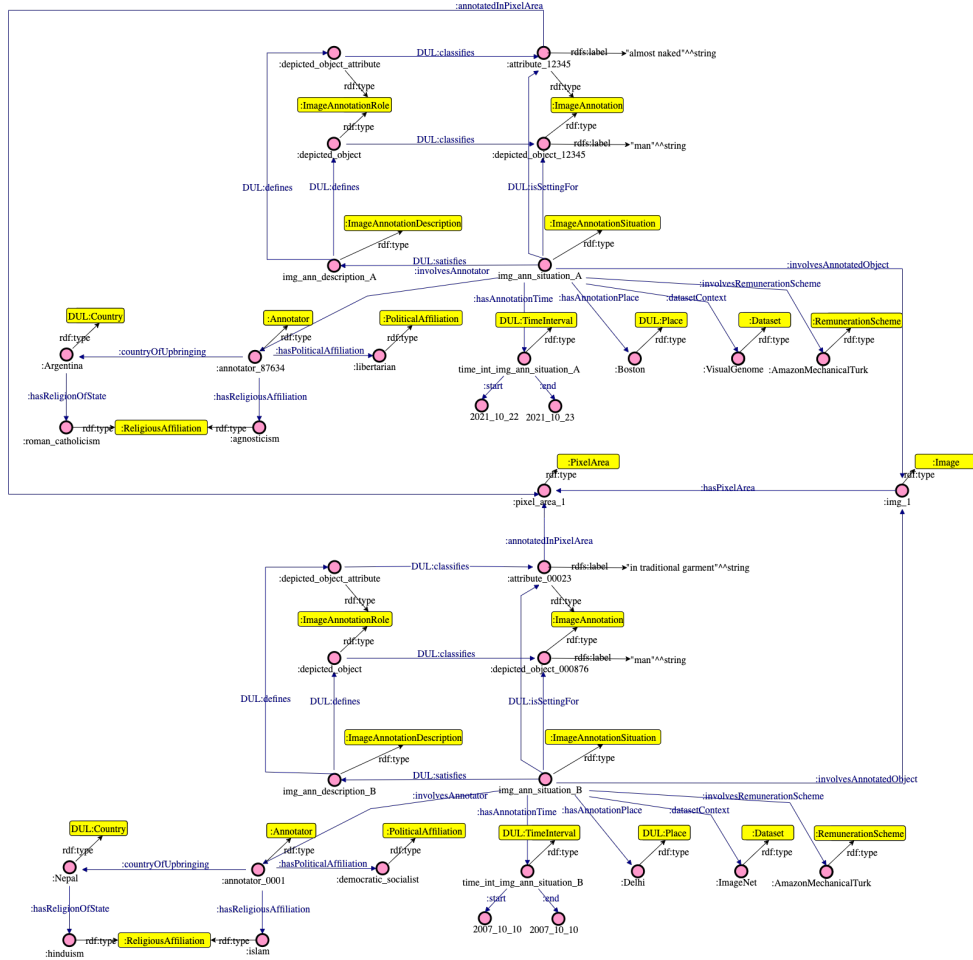 :annotatedInPixelArea
DUL:classifies
rdfs:label
"almost naked"^^string
:depicted_object_attribute
:attribute_12345
rdf:type
rdf:type
:ImageAnnotationRole
:ImageAnnotation
rdf:type
rdf:type
DUL:classifies
rdfs:label
"man"^^string
:depicted_object
:depicted_object_12345
DUL:defines
DUL:defines
DUL:isSettingFor
:ImageAnnotationDescription
:ImageAnnotationSituation
rdf:type
rdf:type
DUL:satisfies
:involvesAnnotatedObject
img_ann_description_A
:involvesAnnotator
img_ann_situation_A
:involvesRemunerationScheme
:hasAnnotationTime
:hasAnnotationPlace
:datasetContext
DUL:Country
:Annotator
:PoliticalAffiliation
DUL:TimeInterval
DUL:Place
:Dataset
:RemunerationScheme
rdf:type
rdf:type
rdf:type
rdf:type
rdf:type
rdf:type
rdf:type
:countryOfUpbringing
:hasPoliticalAffiliation
:Argentina
:annotator_87634
:libertarian
time_int_img_ann_situation_A
:Boston
:VisualGenome
:AmazonMechanicalTurk
:start
:end
:hasReligionOfState
:hasReligiousAffiliation
2021_10_22
2021_10_23
rdf:type
:ReligiousAffiliation
rdf:type
:roman_catholicism
:agnosticism
:PixelArea
:Image
rdf:type
rdf:type
:hasPixelArea
:pixel_area_1
:img_1
:annotatedInPixelArea
DUL:classifies
rdfs:label
"in traditional garment"^^string
:depicted_object_attribute
:attribute_00023
rdf:type
rdf:type
:ImageAnnotationRole
:ImageAnnotation
rdf:type
rdf:type
DUL:classifies
rdfs:label
"man"^^string
:depicted_object
:depicted_object_000876
DUL:defines
DUL:defines
DUL:isSettingFor
:ImageAnnotationDescription
:ImageAnnotationSituation
rdf:type
rdf:type
DUL:satisfies
:involvesAnnotatedObject
img_ann_description_B
img_ann_situation_B
:involvesAnnotator
:involvesRemunerationScheme
:hasAnnotationTime
:hasAnnotationPlace
:datasetContext
DUL:Country
:Annotator
:PoliticalAffiliation
DUL:TimeInterval
DUL:Place
:Dataset
:RemunerationScheme
rdf:type
rdf:type
rdf:type
rdf:type
rdf:type
rdf:type
rdf:type
:countryOfUpbringing
:hasPoliticalAffiliation
:Nepal
:annotator_0001
:democratic_socialist
time_int_img_ann_situation_B
:Delhi
:ImageNet
:AmazonMechanicalTurk
:start
:end
:hasReligionOfState
:hasReligiousAffiliation
2007_10_10
2007_10_10
rdf:type
:ReligiousAffiliation
rdf:type
:hinduism
:islam